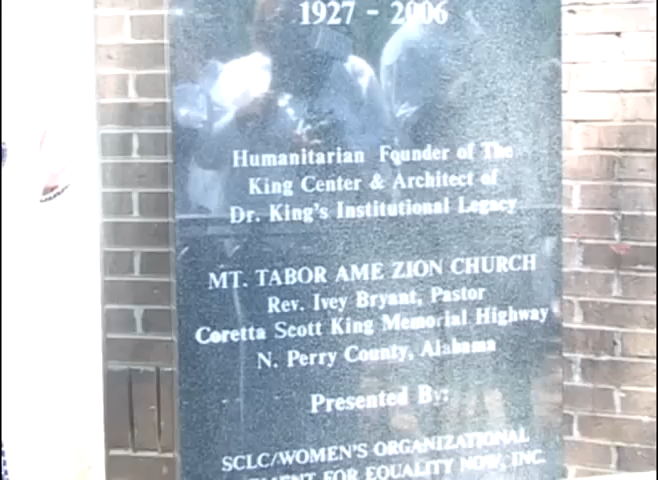 1927 - 2006
Humanitarian Founder of The
King Center & Architect of
Dr. King's Institutional Legacy
MT. TABOR AME ZION CHURCH
Rev. Ivey Bryant, Pastor
Coretta Scott King Memorial Highway
N. Perry County, Alabama
Presented By:
SCLC/WOMEN'S ORGANIZATIONAL
FOR EQUALITY NOW, INC.